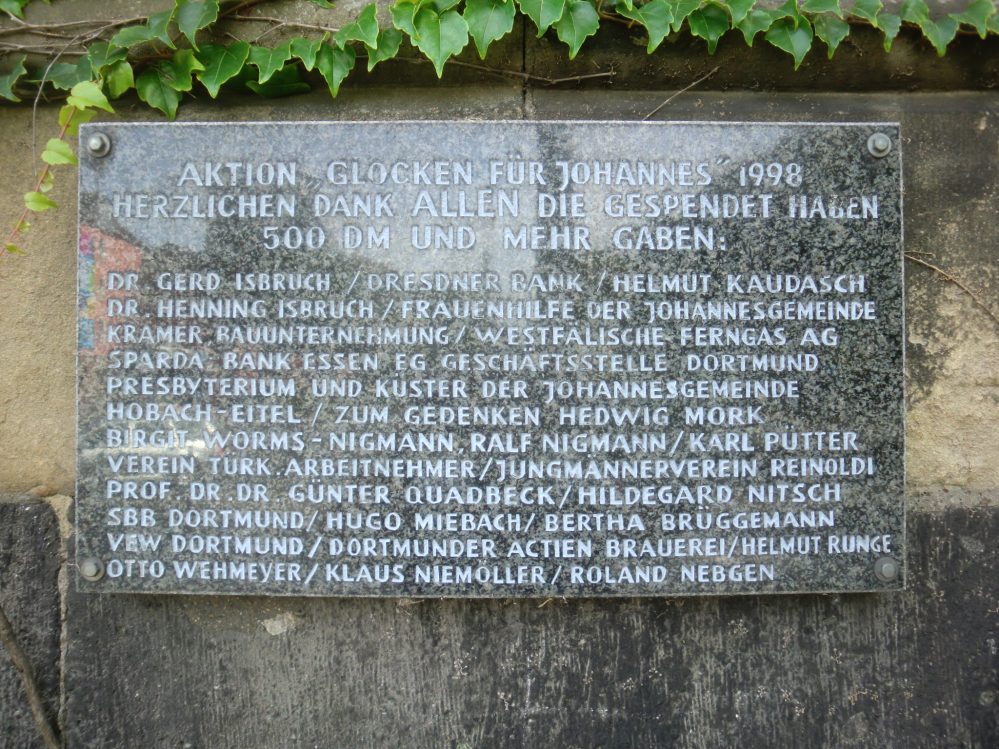 AKTION „GLOCKEN FÜR JOHANNES" 1998
HERZLICHEN DANK ALLEN DIE GESPENDET HABEN
500 DM UND MEHR GABEN:
DR GERD ISBRUCH / DRESDNER BANK / HELMUT KAUDASCH
DR. HENNING ISBRUCH / FRAUENHILFE DER JOHANNESGEMEINDE
KRÄMER BAUUNTERNEHMUNG / WESTFÄLISCHE FERNGAS AG
SPARDA BANK ESSEN EG GESCHÄFTSSTELLE DORTMUND
PRESBYTERIUM UND KÜSTER DER JOHANNESGEMEINDE
HOBACH-EITEL / ZUM GEDENKEN HEDWIG MORK
BIRGIT WORMS-NIGMANN, RALF NIGMANN / KARL PÜTTER
VEREIN TÜRK. ARBEITNEHMER / JUNGMÄNNERVEREIN REINOLDI
PROF. DR. DR. GÜNTER QUADBECK / HILDEGARD NITSCH
SBB DORTMUND / HUGO MIEBACH / BERTHA BRÜGGEMANN
VEW DORTMUND / DORTMUNDER ACTIEN BRAUEREI / HELMUT RUNGE
OTTO WEHMEYER / KLAUS NIEMÖLLER / ROLAND NEBGEN